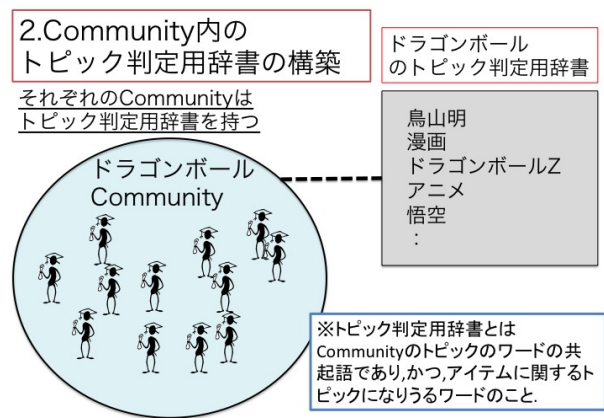 2.Community内の
トピック判定用辞書の構築
それぞれのCommunityは
トピック判定用辞書を持つ
ドラゴンボール
Community
ドラゴンボール
のトピック判定用辞書
鳥山明
漫画
ドラゴンボールZ
アニメ
悟空
:
※トピック判定用辞書とは
Communityのトピックのワードの共
起語であり,かつ,アイテムに関するト
ピックになりうるワードのこと.